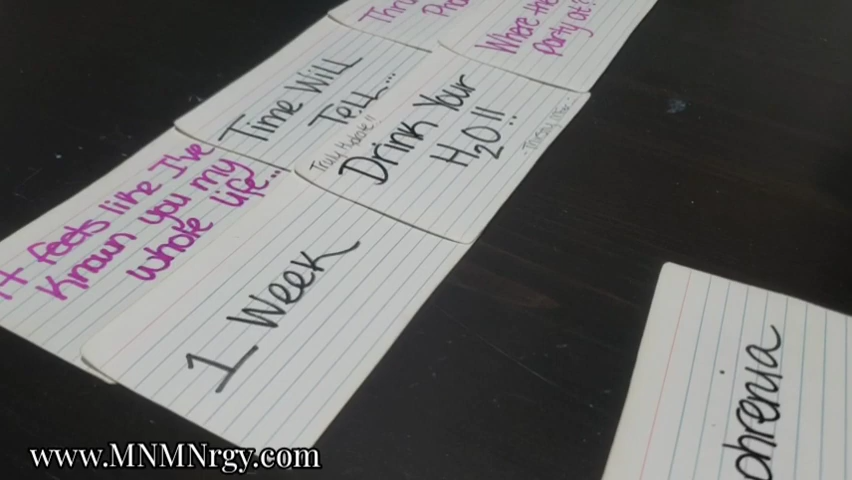 Where the
party at?
Time Will
Tell...
Truly Hydrate!!
Drink Your
H2O!!
It feels like I've
Known you my
whole life...
1 Week
www.MNMNrgy.com